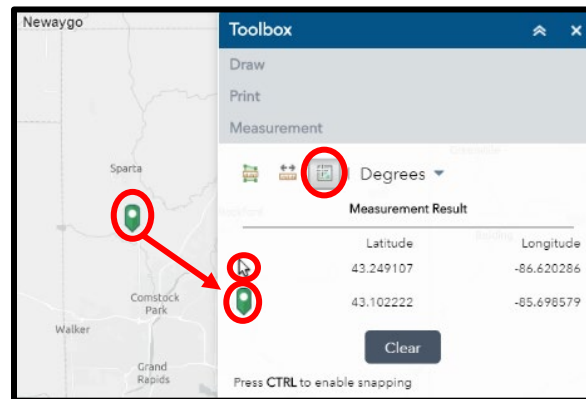 Newaygo
Sparta
Comstock
Park
Walker
Grand
Rapids
Toolbox
Draw
Print
Measurement
Degrees
Measurement Result
Latitude Longitude
43.249107 -86.620286
43.102222 -85.698579
Clear
Press CTRL to enable snapping